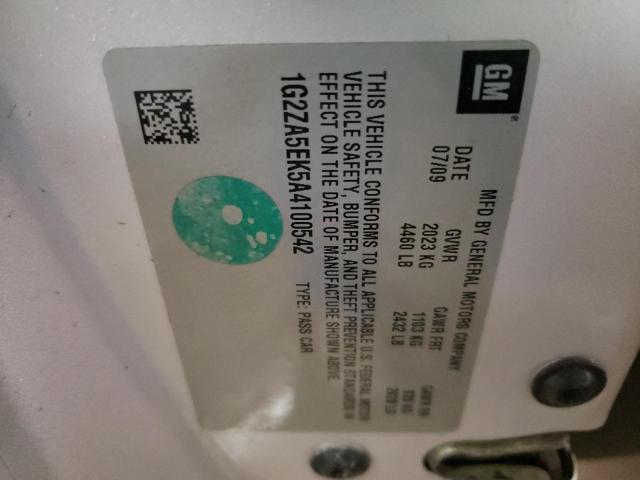 GM
MFD BY GENERAL MOTORS COMPANY
DATE GVWR GAWR FRT GAWR RR
07/09 2023 KG 1103 KG
4460 LB 2432 LB
THIS VEHICLE CONFORMS TO ALL APPLICABLE U.S. FEDERAL MOTOR
VEHICLE SAFETY, BUMPER, AND THEFT PREVENTION STANDARDS IN
EFFECT ON THE DATE OF MANUFACTURE SHOWN ABOVE.
1G2ZA5EK5A4100542 TYPE: PASS CAR